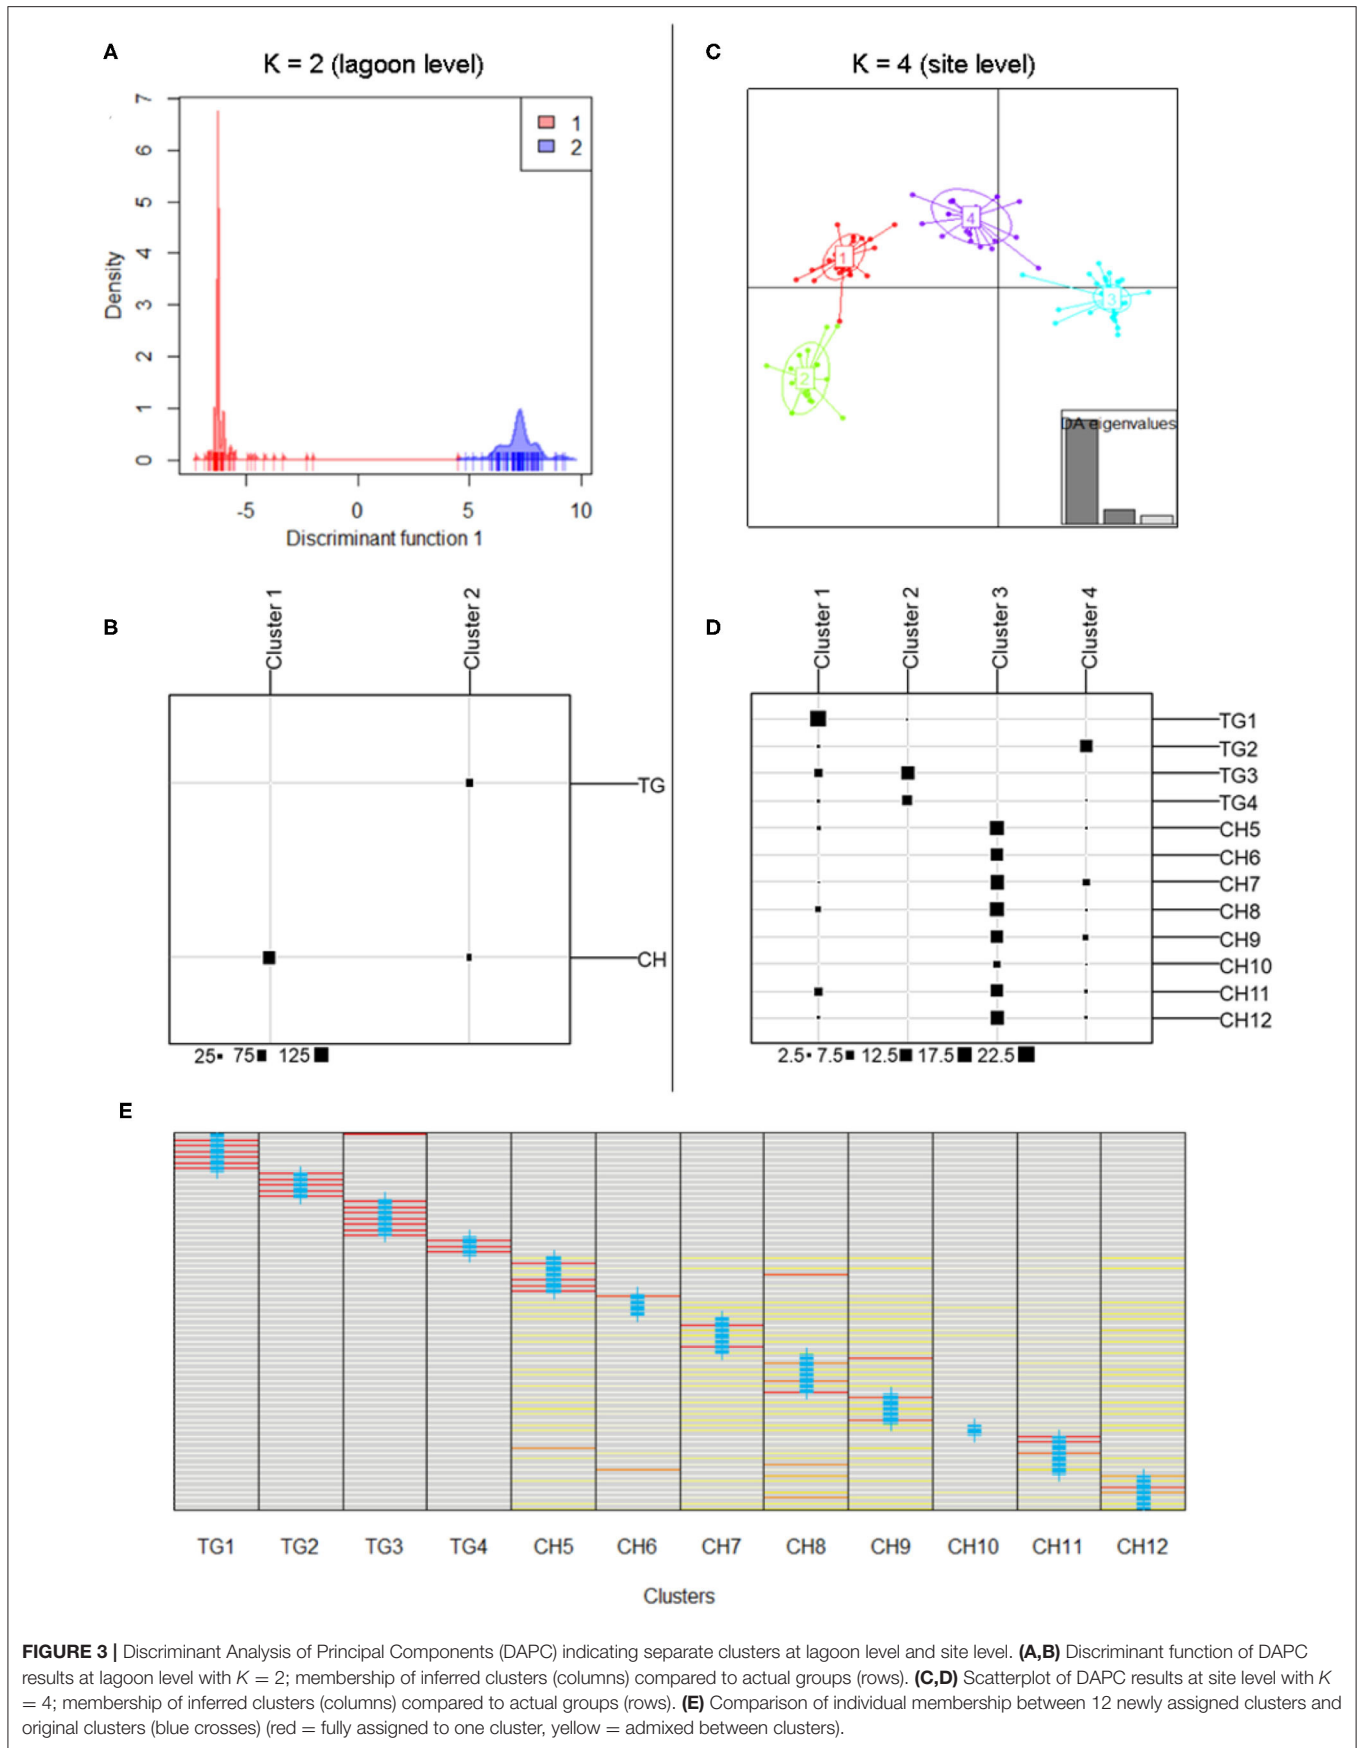 A
K = 2 (lagoon level)
7
6
5
4
3
2
1
0
Density
1
2
-5
0
5
10
Discriminant function 1
C
K = 4 (site level)
1
2
3
4
DA eigenvalues
B
Cluster 1
Cluster 2
TG
CH
25
75
125
D
Cluster 1
Cluster 2
Cluster 3
Cluster 4
TG1
TG2
TG3
TG4
CH5
CH6
CH7
CH8
CH9
CH10
CH11
CH12
2.5
7.5
12.5
17.5
22.5
E
TG1
TG2
TG3
TG4
CH5
CH6
CH7
CH8
CH9
CH10
CH11
CH12
Clusters
FIGURE 3 | Discriminant Analysis of Principal Components (DAPC) indicating separate clusters at lagoon level and site level. (A,B) Discriminant function of DAPC
results at lagoon level with K = 2; membership of inferred clusters (columns) compared to actual groups (rows). (C,D) Scatterplot of DAPC results at site level with K
= 4; membership of inferred clusters (columns) compared to actual groups (rows). (E) Comparison of individual membership between 12 newly assigned clusters and
original clusters (blue crosses) (red = fully assigned to one cluster, yellow = admixed between clusters).